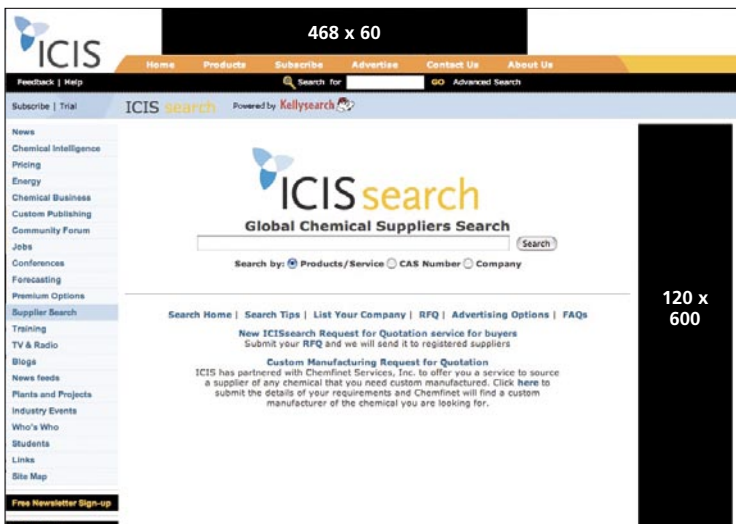 468 x 60
ICIS
Home Products Subscribe Advertise Contact Us About Us
Feedback | Help Search for GO Advanced Search
Subscribe | Trial ICIS search Powered by Kellysearch
News
Chemical Intelligence
Pricing
Energy
Chemical Business
Custom Publishing
Community Forum
Jobs
Conferences
Forecasting
Premium Options
Supplier Search
Training
TV & Radio
Blogs
News feeds
Plants and Projects
Industry Events
Who's Who
Students
Links
Site Map
Free Newsletter Sign-up
ICIS search
Global Chemical Suppliers Search
Search
Search by: Products/Service CAS Number Company
Search Home | Search Tips | List Your Company | RFQ | Advertising Options | FAQs
New ICISsearch Request for Quotation service for buyers
Submit your RFQ and we will send it to registered suppliers
Custom Manufacturing Request for Quotation
ICIS has partnered with Chemfinet Services, Inc. to offer you a service to source
a supplier of any chemical that you need custom manufactured. Click here to
submit the details of your requirements and Chemfinet will find a custom
manufacturer of the chemical you are looking for.
120 x
600